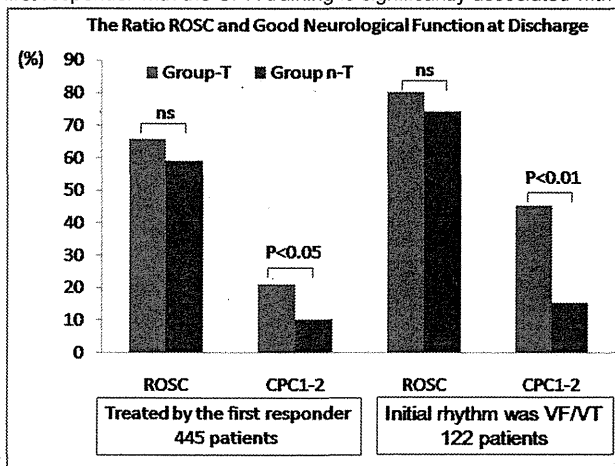 The Ratio ROSC and Good Neurological Function at Discharge
(%)
90
80
70
60
50
40
30
20
10
0
Group-T Group n-T
ns
P<0.05
ns
P<0.01
ROSC CPC1-2 ROSC CPC1-2
Treated by the first responder
445 patients
Initial rhythm was VF/VT
122 patients